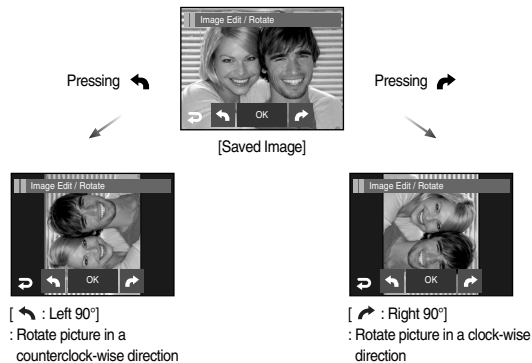 Image Edit / Rotate
Pressing
Pressing
OK
[Saved Image]
Image Edit / Rotate
OK
Image Edit / Rotate
OK
[ : Left 90°]
: Rotate picture in a
counterclock-wise direction
[ : Right 90°]
: Rotate picture in a clock-wise
direction